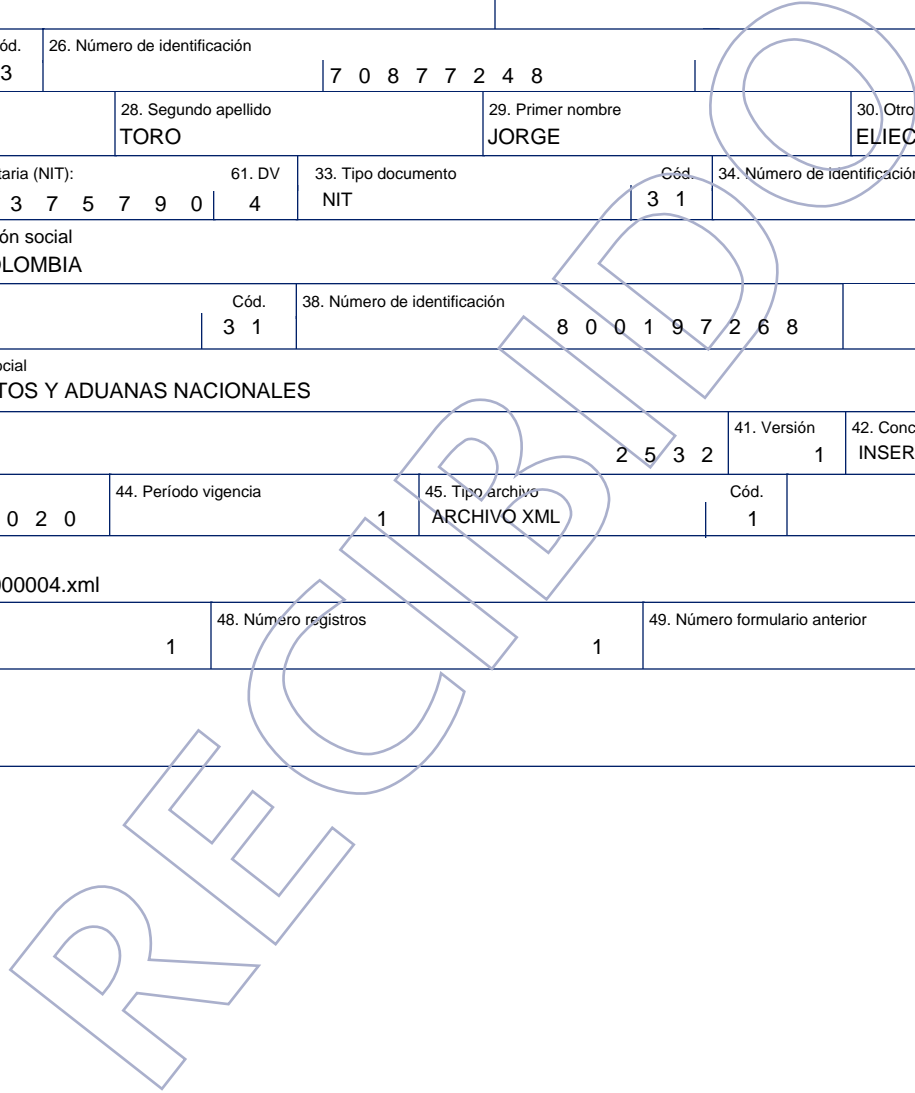 ód. 26. Número de identificación
3 7 0 8 7 7 2 4 8
28. Segundo apellido 29. Primer nombre 30. Otro
TORO JORGE ELIEC
taria (NIT): 61. DV 33. Tipo documento Cód. 34. Número de identificación
3 7 5 7 9 0 4 NIT 3 1
ón social
OLOMBIA
Cód. 38. Número de identificación
3 1 8 0 0 1 9 7 2 6 8
ocial
TOS Y ADUANAS NACIONALES
41. Versión 42. Conc
2 5 3 2 1 INSER
44. Período vigencia 45. Tipo archivo Cód.
0 2 0 1 ARCHIVO XML 1
000004.xml
48. Número registros 49. Número formulario anterior
1 1
RECIBIDO